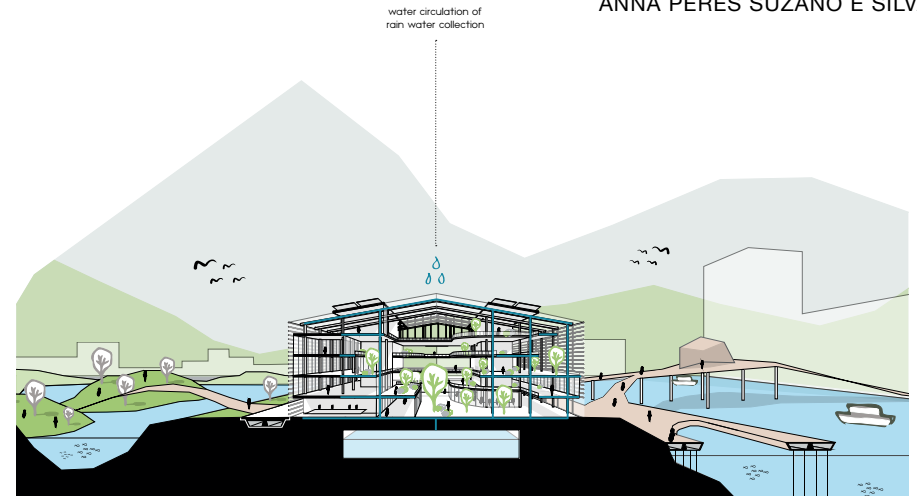 ANNA PERES SUZANO E SILV
water circulation of
rain water collection